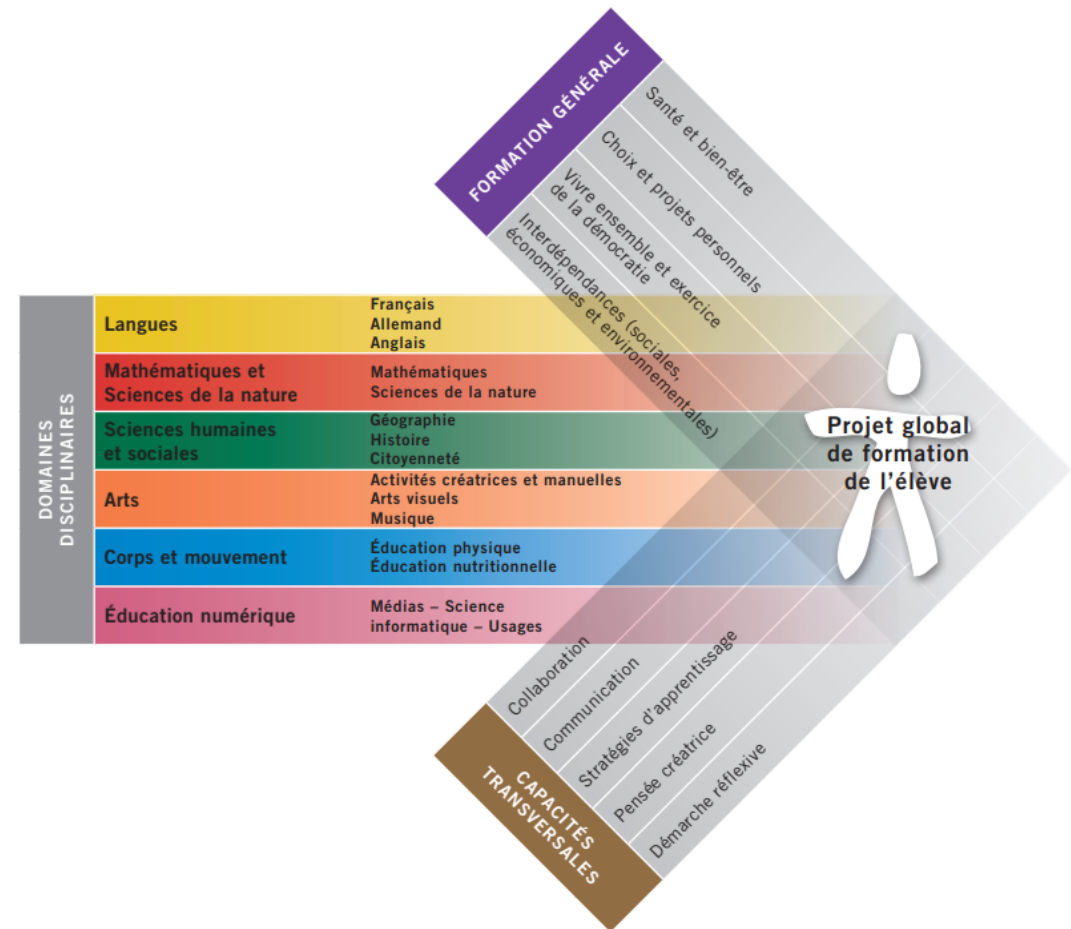 FORMATION GÉNÉRALE
Santé et bien-être
Choix et projets personnels
Vivre ensemble et exercice
de la démocratie
Interdépendances (sociales,
économiques et environnementales)
DOMAINES
DISCIPLINAIRES
Langues
Français
Allemand
Anglais
Mathématiques et
Sciences de la nature
Mathématiques
Sciences de la nature
Sciences humaines
et sociales
Géographie
Histoire
Citoyenneté
Arts
Activités créatrices et manuelles
Arts visuels
Musique
Corps et mouvement
Éducation physique
Éducation nutritionnelle
Éducation numérique
Médias – Science
informatique – Usages
Projet global
de formation
de l'élève
Collaboration
Communication
Stratégies d'apprentissage
Pensée créatrice
Démarche réflexive
CAPACITÉS
TRANSVERSALES